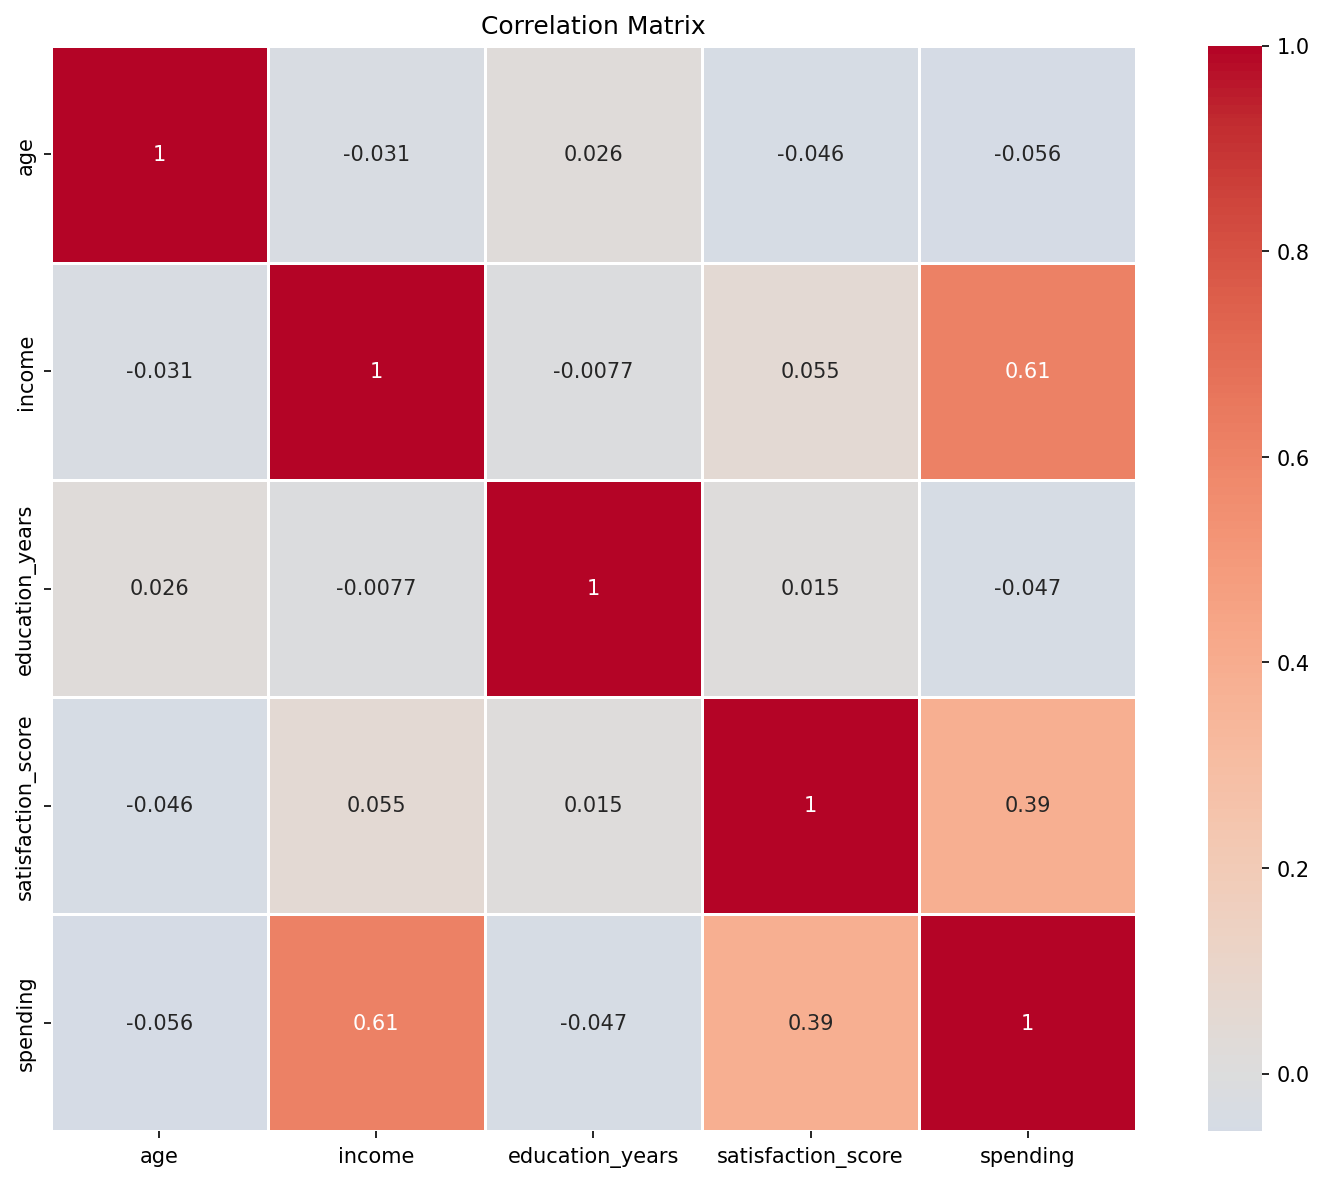 Correlation Matrix
age
1
-0.031
0.026
-0.046
-0.056
income
-0.031
1
-0.0077
0.055
0.61
education_years
0.026
-0.0077
1
0.015
-0.047
satisfaction_score
-0.046
0.055
0.015
1
0.39
spending
-0.056
0.61
-0.047
0.39
1
age
income
education_years
satisfaction_score
spending
1.0
0.8
0.6
0.4
0.2
0.0